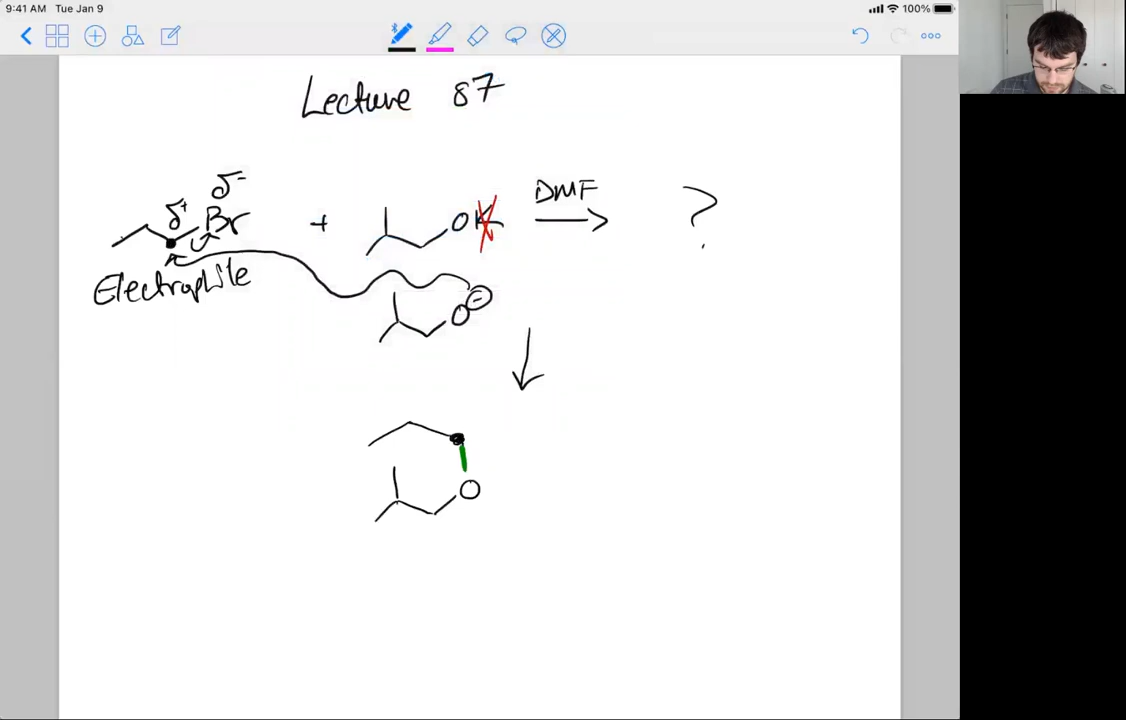 9:41 AM Tue Jan 9
100%
Lecture 87
δ-
δ+
Br + OK DMF ?
Electrophile
O-
O